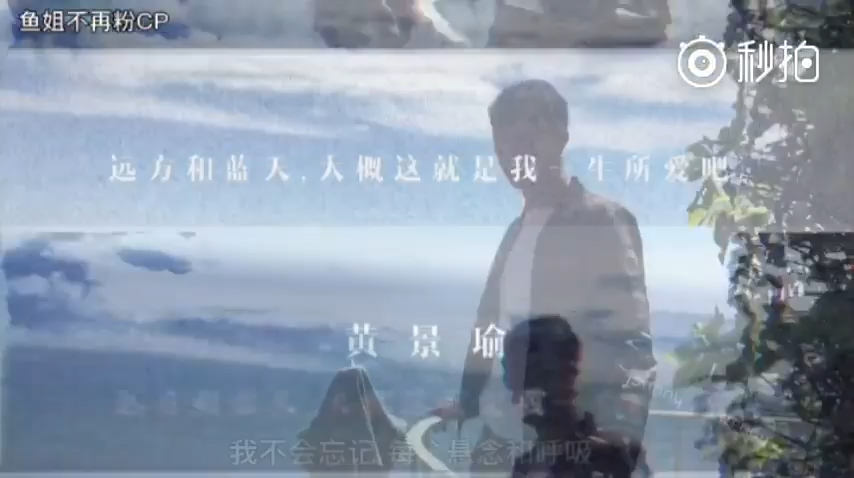 鱼姐不再粉CP
秒拍
远方和蓝天,大概这就是我一生所爱吧
黄景瑜
我不会忘记 每个悬念和呼吸